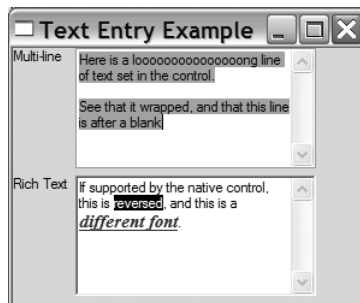 Text Entry Example
Multi-line
Here is a looooooooooooooong line
of text set in the control.
See that it wrapped, and that this line
is after a blank
Rich Text
If supported by the native control,
this is reversed, and this is a
different font.